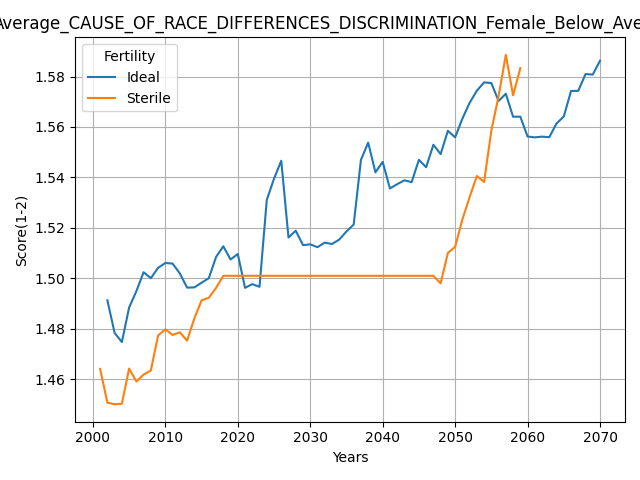 Average_CAUSE_OF_RACE_DIFFERENCES_DISCRIMINATION_Female_Below_Ave
Fertility
Ideal
Sterile
1.58
1.56
1.54
1.52
1.50
1.48
1.46
Score(1-2)
2000 2010 2020 2030 2040 2050 2060 2070
Years